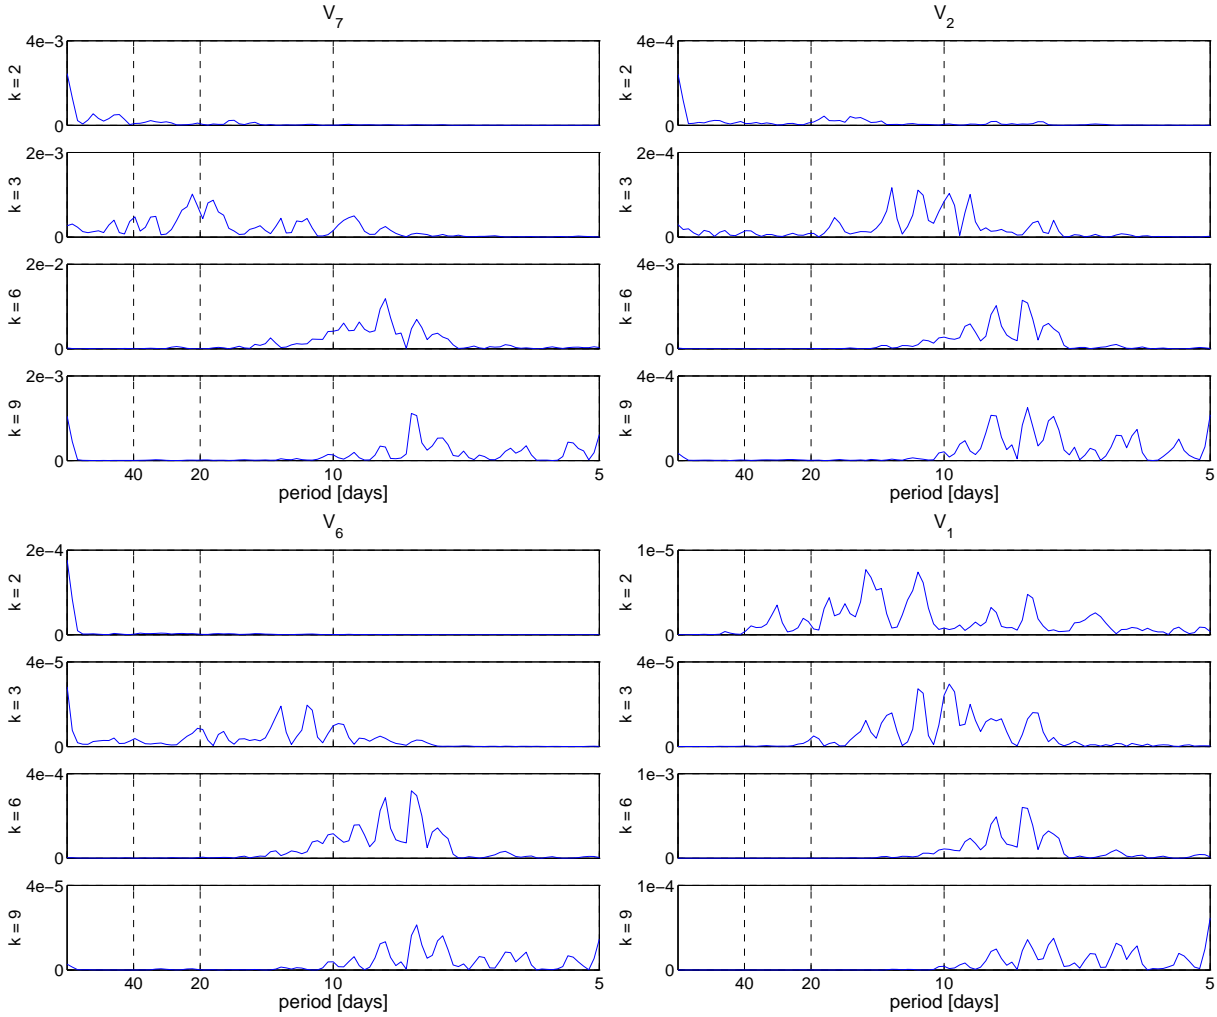 V_7
4e-3
k = 2
0
2e-3
k = 3
0
2e-2
k = 6
0
2e-3
k = 9
0
40 20 10 5
period [days]
V_2
4e-4
k = 2
0
2e-4
k = 3
0
4e-3
k = 6
0
4e-4
k = 9
0
40 20 10 5
period [days]
V_6
2e-4
k = 2
0
4e-5
k = 3
0
4e-4
k = 6
0
4e-5
k = 9
0
40 20 10 5
period [days]
V_1
1e-5
k = 2
0
4e-5
k = 3
0
1e-3
k = 6
0
1e-4
k = 9
0
40 20 10 5
period [days]